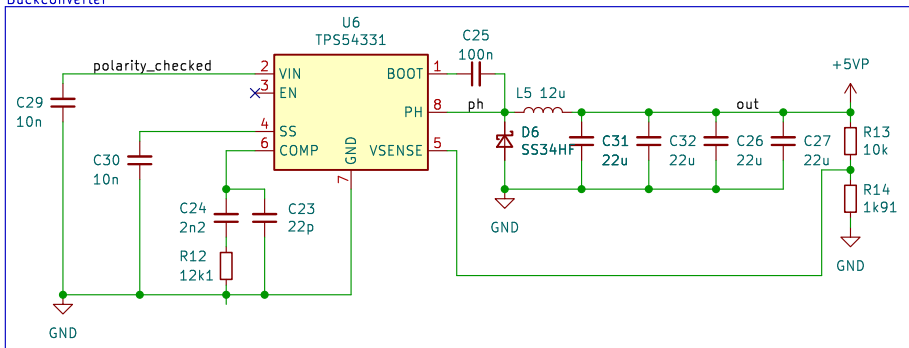 Buckconverter
U6
TPS54331
C25
100n
+5VP
polarity_checked
2 VIN
BOOT 1
3 EN
C29
10n
PH 8
ph
L5 12u
out
4 SS
6 COMP
GND
VSENSE 5
7
D6
SS34HF
C31
22u
C32
22u
C26
22u
C27
22u
R13
10k
C30
10n
R14
1k91
C24
2n2
C23
22p
GND
R12
12k1
GND
GND